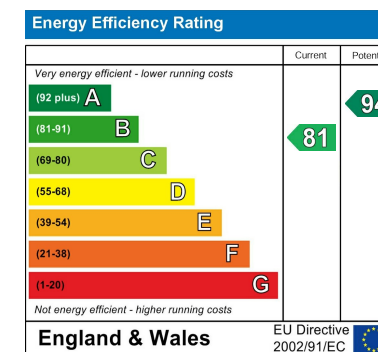 Energy Efficiency Rating
Current Potent
Very energy efficient - lower running costs
(92 plus) A
94
(81-91) B
81
(69-80) C
(55-68) D
(39-54) E
(21-38) F
(1-20) G
Not energy efficient - higher running costs
England & Wales
EU Directive
2002/91/EC